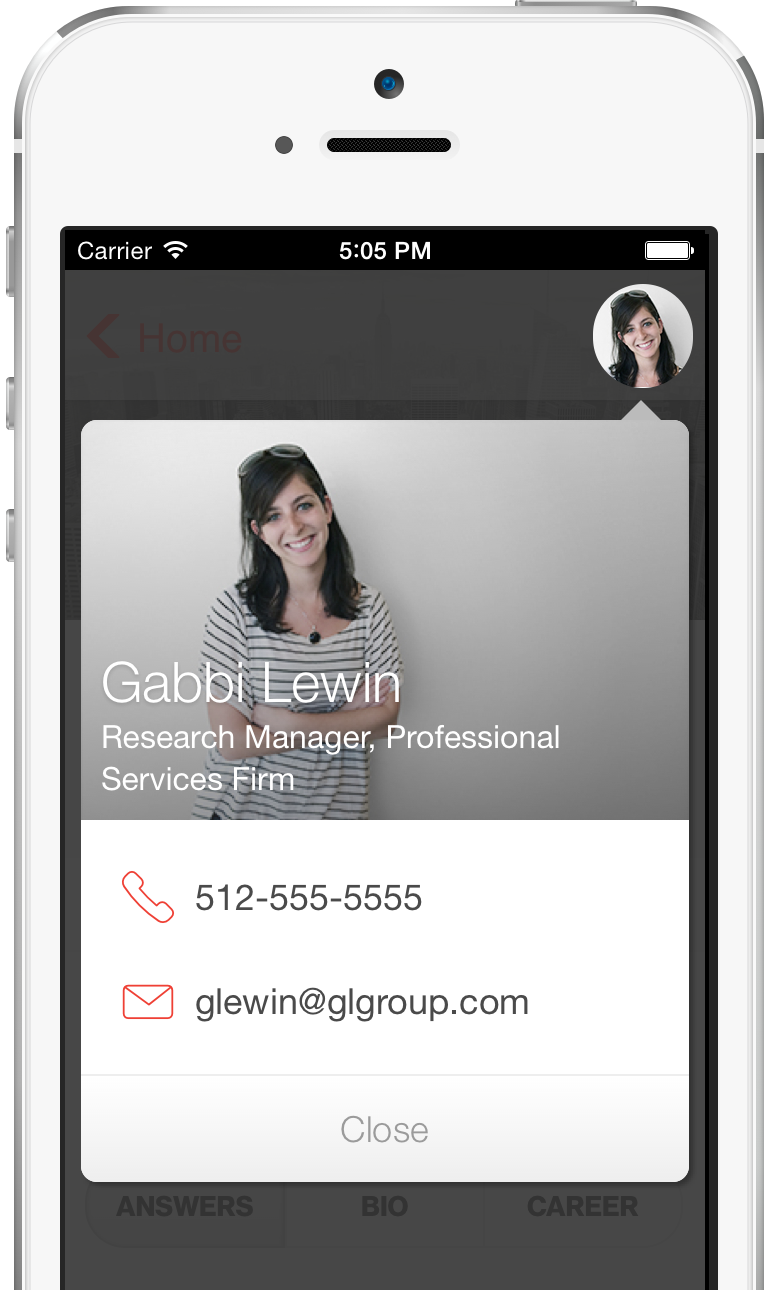 Carrier 5:05 PM
Home
Gabbi Lewin
Research Manager, Professional
Services Firm
512-555-5555
glewin@glgroup.com
Close
ANSWERS BIO CAREER